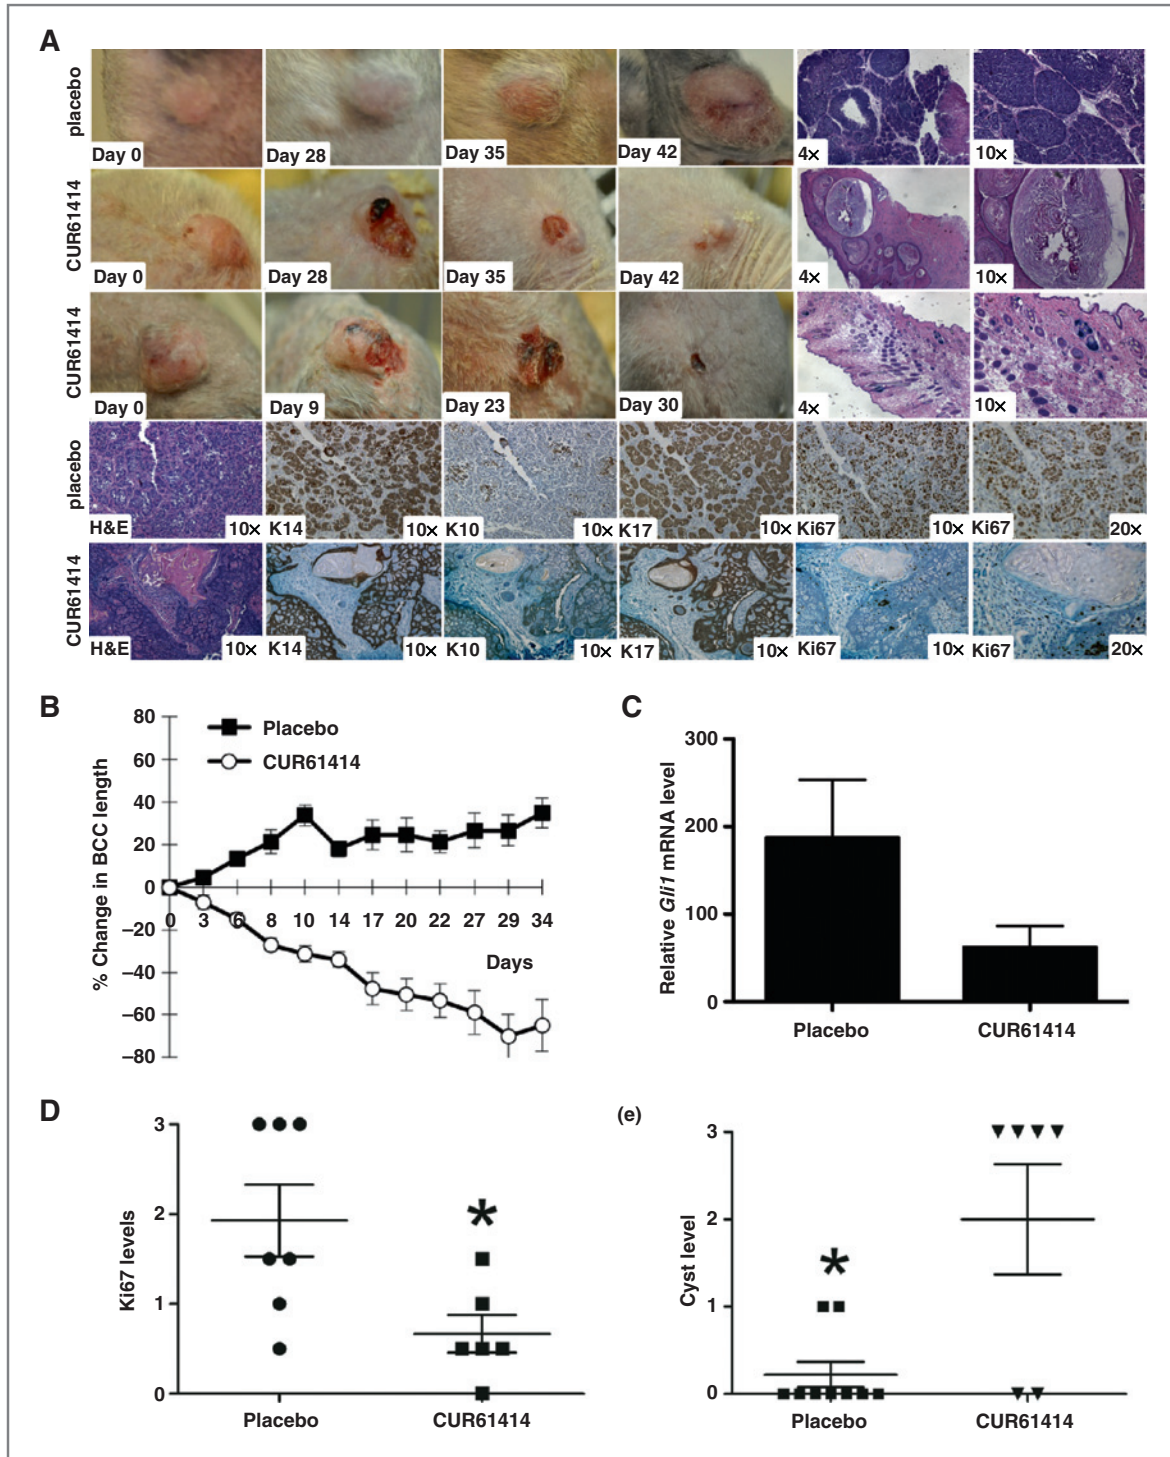 A
placebo
Day 0
Day 28
Day 35
Day 42
4×
10×
CUR61414
Day 0
Day 28
Day 35
Day 42
4×
10×
CUR61414
Day 0
Day 9
Day 23
Day 30
4×
10×
placebo
H&E 10×
K14 10×
K10 10×
K17 10×
Ki67 10×
Ki67 20×
CUR61414
H&E 10×
K14 10×
K10 10×
K17 10×
Ki67 10×
Ki67 20×
B
% Change in BCC length
80
60
40
20
0
–20
–40
–60
–80
Placebo
CUR61414
0 3 6 8 10 14 17 20 22 27 29 34
Days
C
Relative Gli1 mRNA level
300
200
100
0
Placebo CUR61414
D
Ki67 levels
3
2
1
0
*
Placebo CUR61414
(e)
Cyst level
3
2
1
0
*
Placebo CUR61414